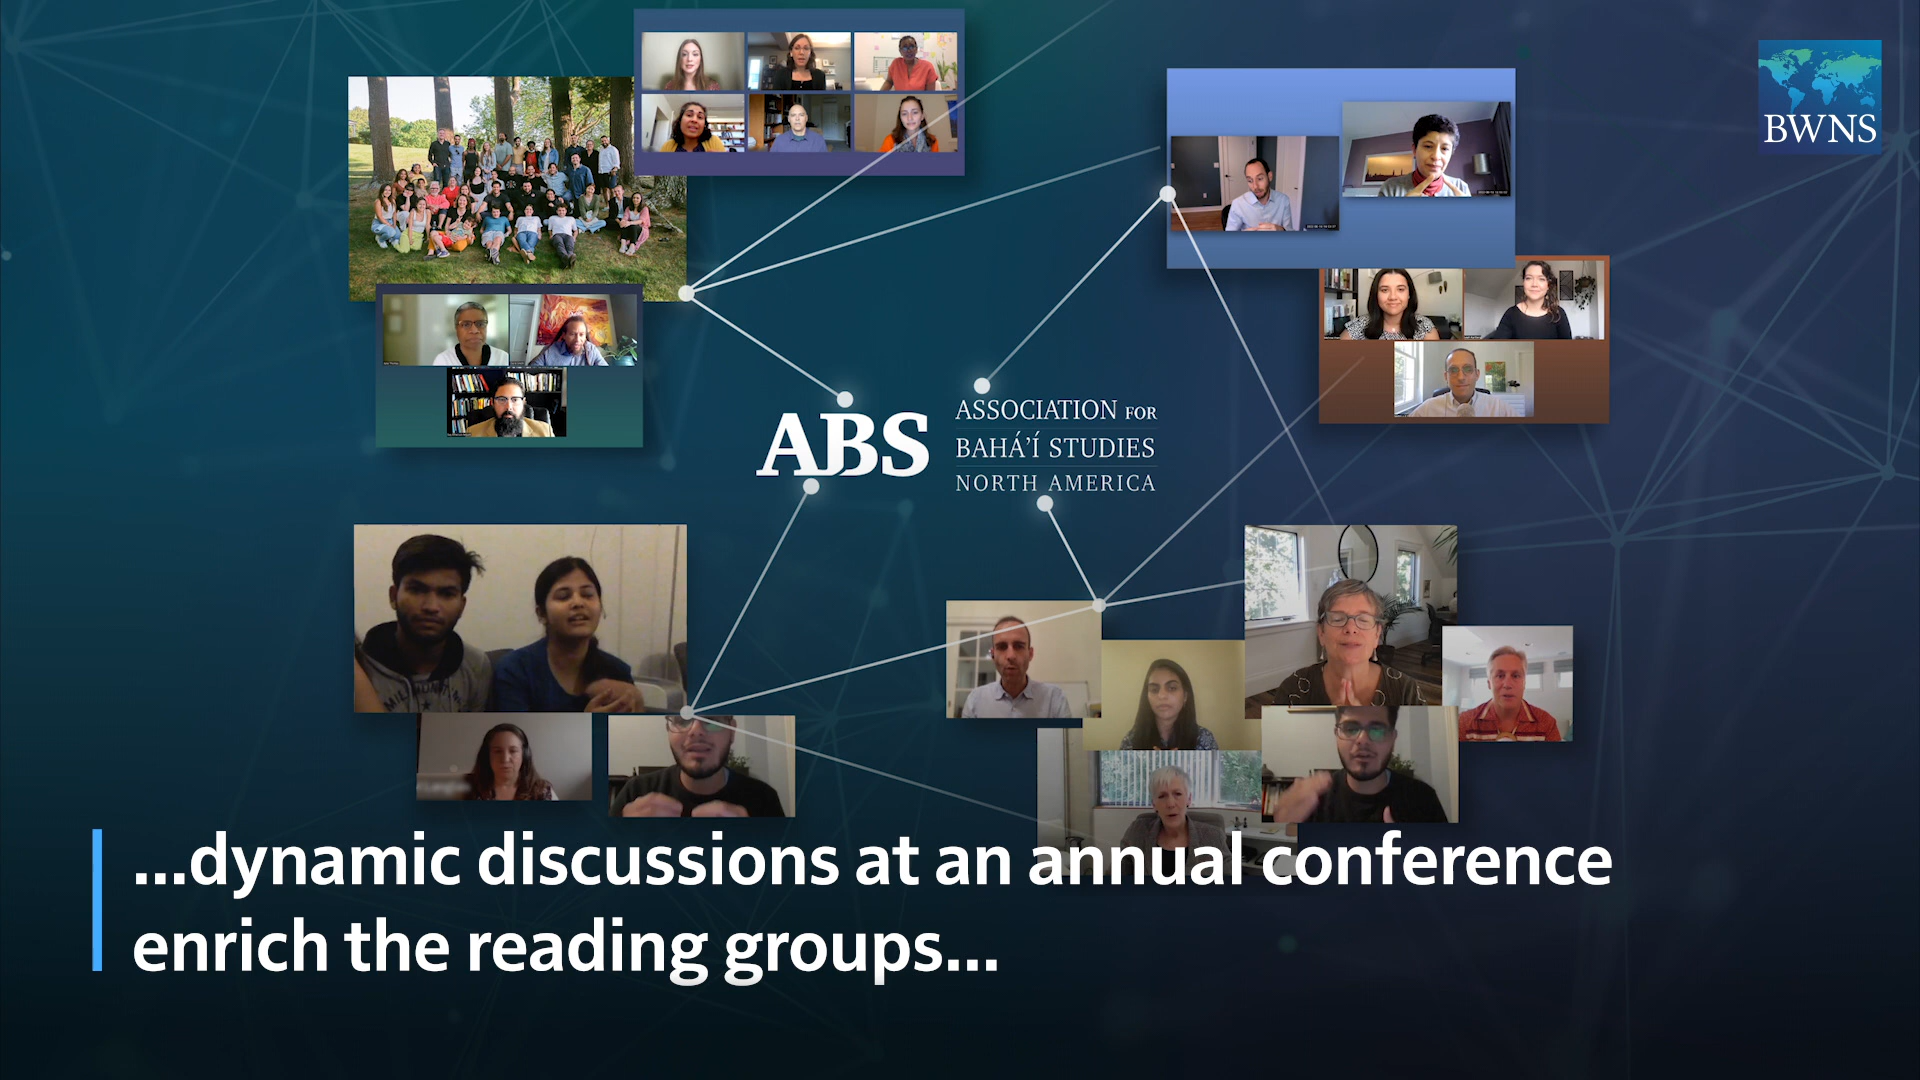 BWNS
ABS
ASSOCIATION FOR
BAHÁ'Í STUDIES
NORTH AMERICA
...dynamic discussions at an annual conference
enrich the reading groups...